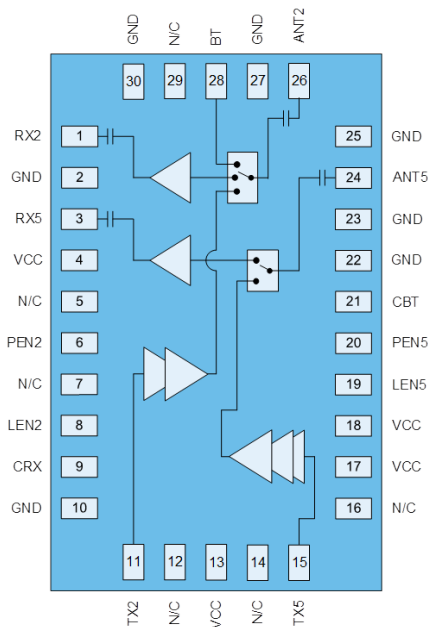 GND N/C BT GND ANT2
30 29 28 27 26
RX2 1 25 GND
GND 2 24 ANT5
RX5 3 23 GND
VCC 4 22 GND
N/C 5 21 CBT
PEN2 6 20 PEN5
N/C 7 19 LEN5
LEN2 8 18 VCC
CRX 9 17 VCC
GND 10 16 N/C
11 12 13 14 15
TX2 N/C VCC N/C TX5